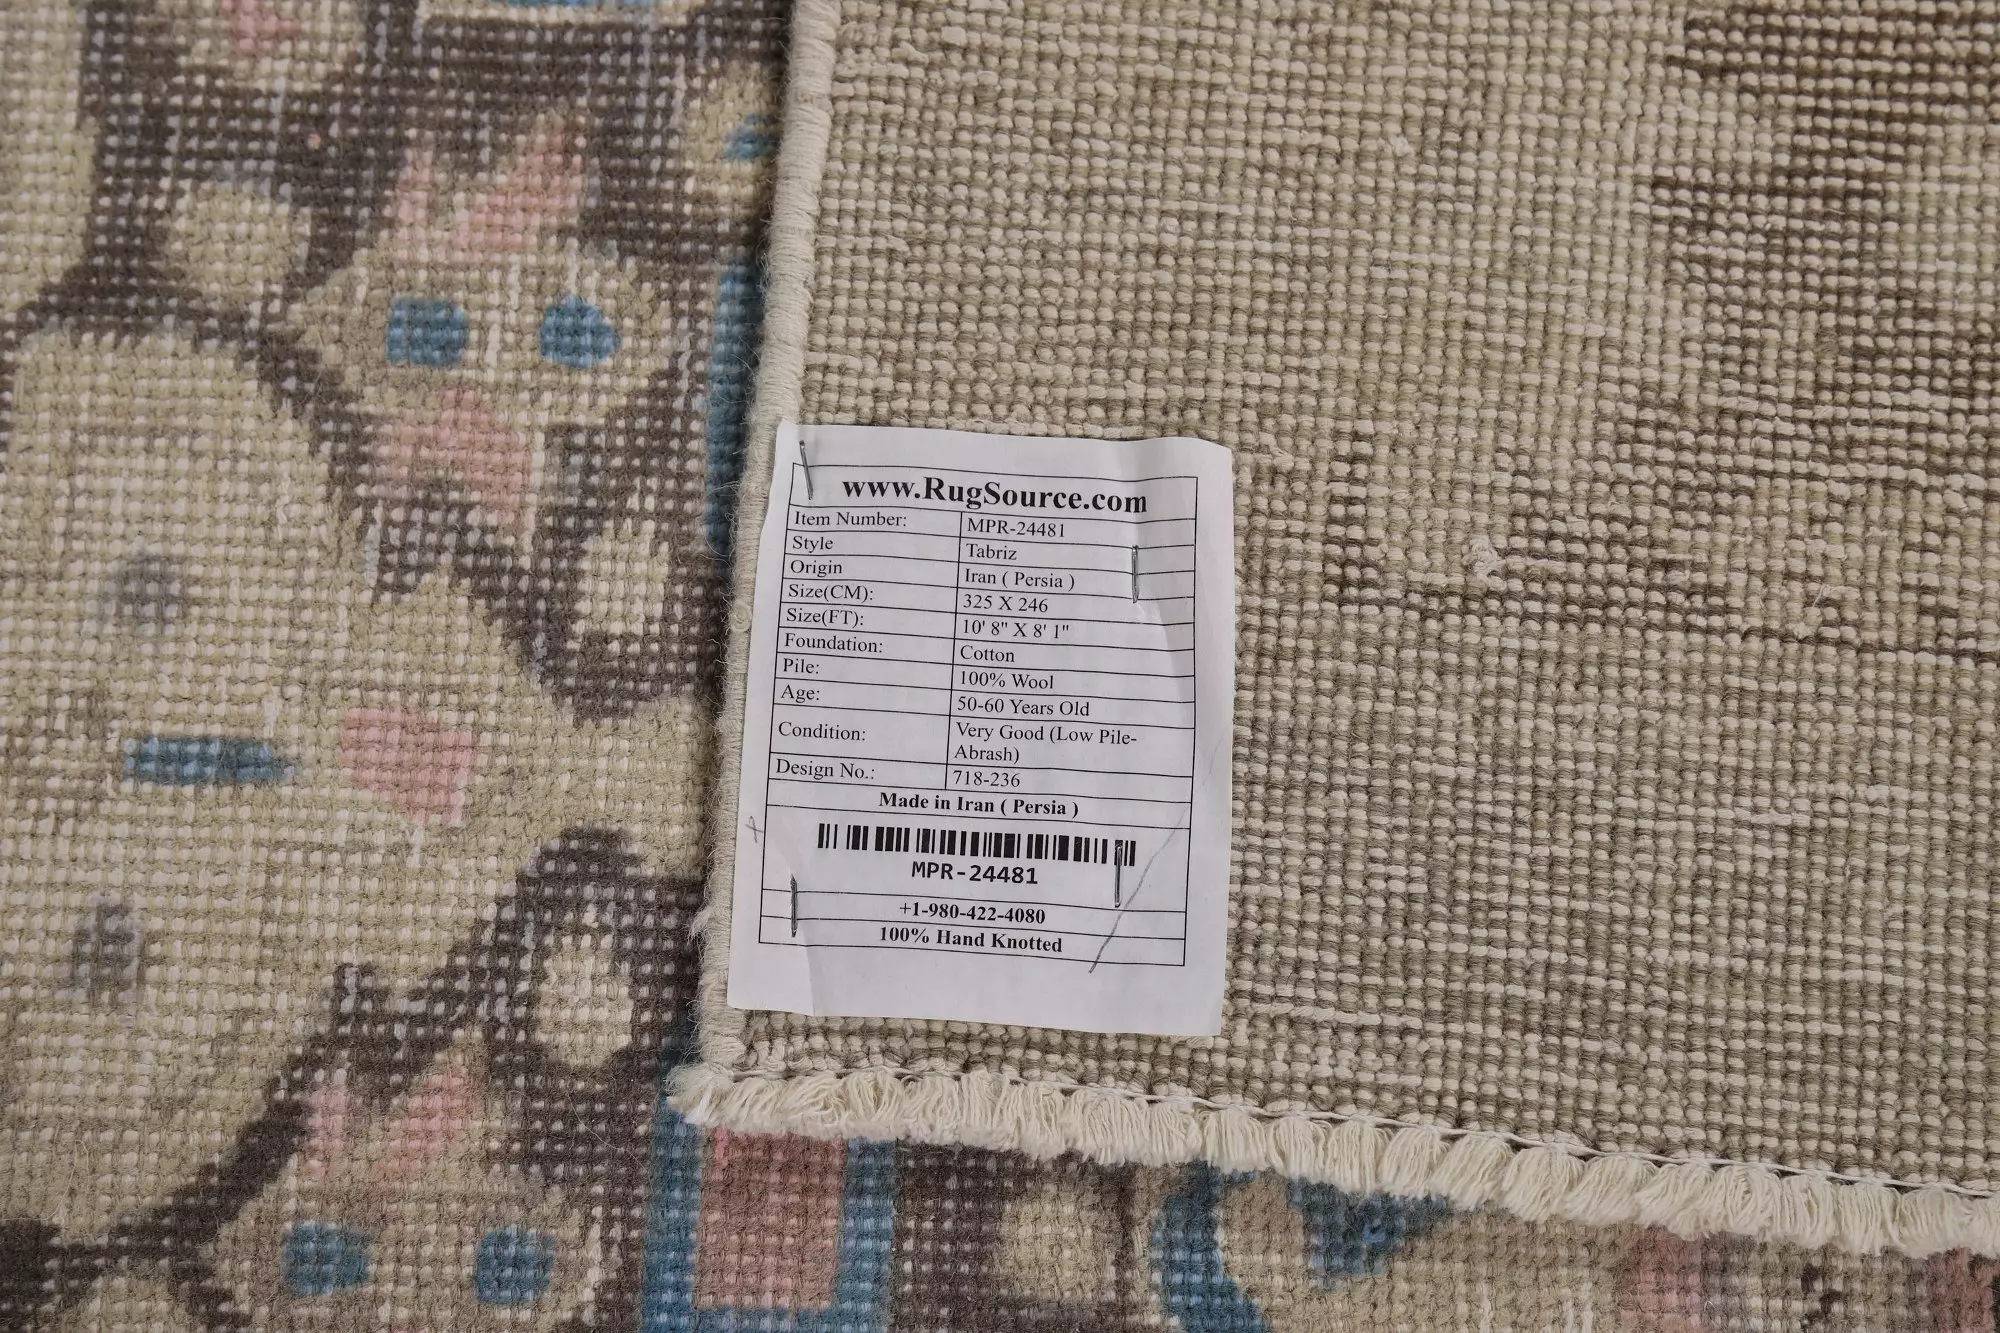 www.RugSource.com
Item Number: MPR-24481
Style Tabriz
Origin Iran ( Persia )
Size(CM): 325 X 246
Size(FT): 10' 8" X 8' 1"
Foundation: Cotton
Pile: 100% Wool
Age: 50-60 Years Old
Condition: Very Good (Low Pile-
Abrash)
Design No.: 718-236
Made in Iran ( Persia )
MPR-24481
+1-980-422-4080
100% Hand Knotted